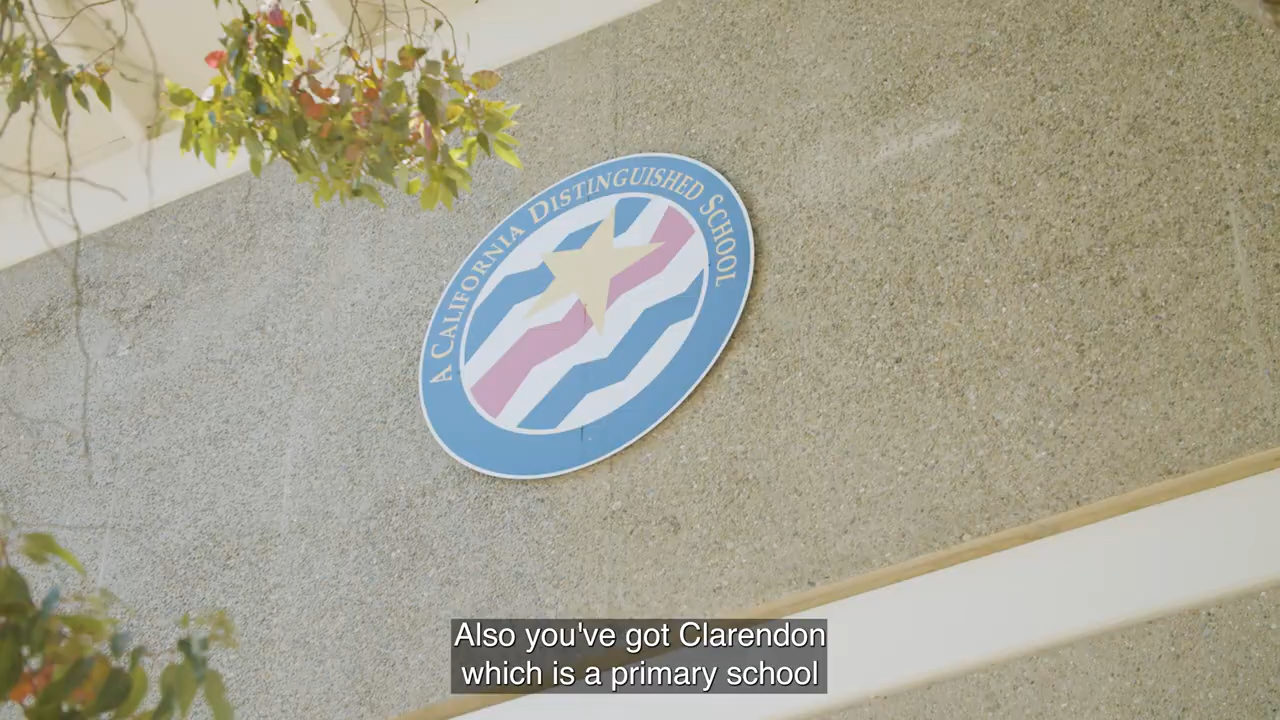 A CALIFORNIA DISTINGUISHED SCHOOL
Also you've got Clarendon
which is a primary school